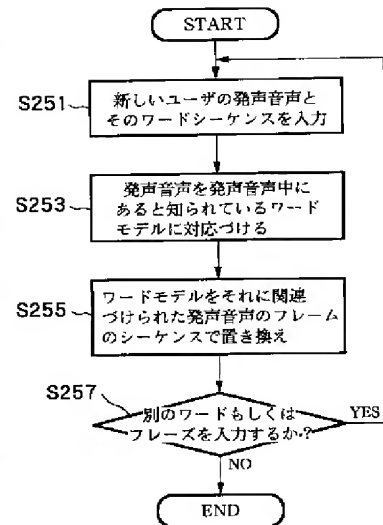 START
S251
新しいユーザの発声音声と
そのワードシーケンスを入力
S253
発声音声を発声音声中に
あると知られているワード
モデルに対応づける
S255
ワードモデルをそれに関連
づけられた発声音声のフレーム
のシーケンスで置き換え
S257
別のワードもしくは
フレーズを入力するか?
YES
NO
END